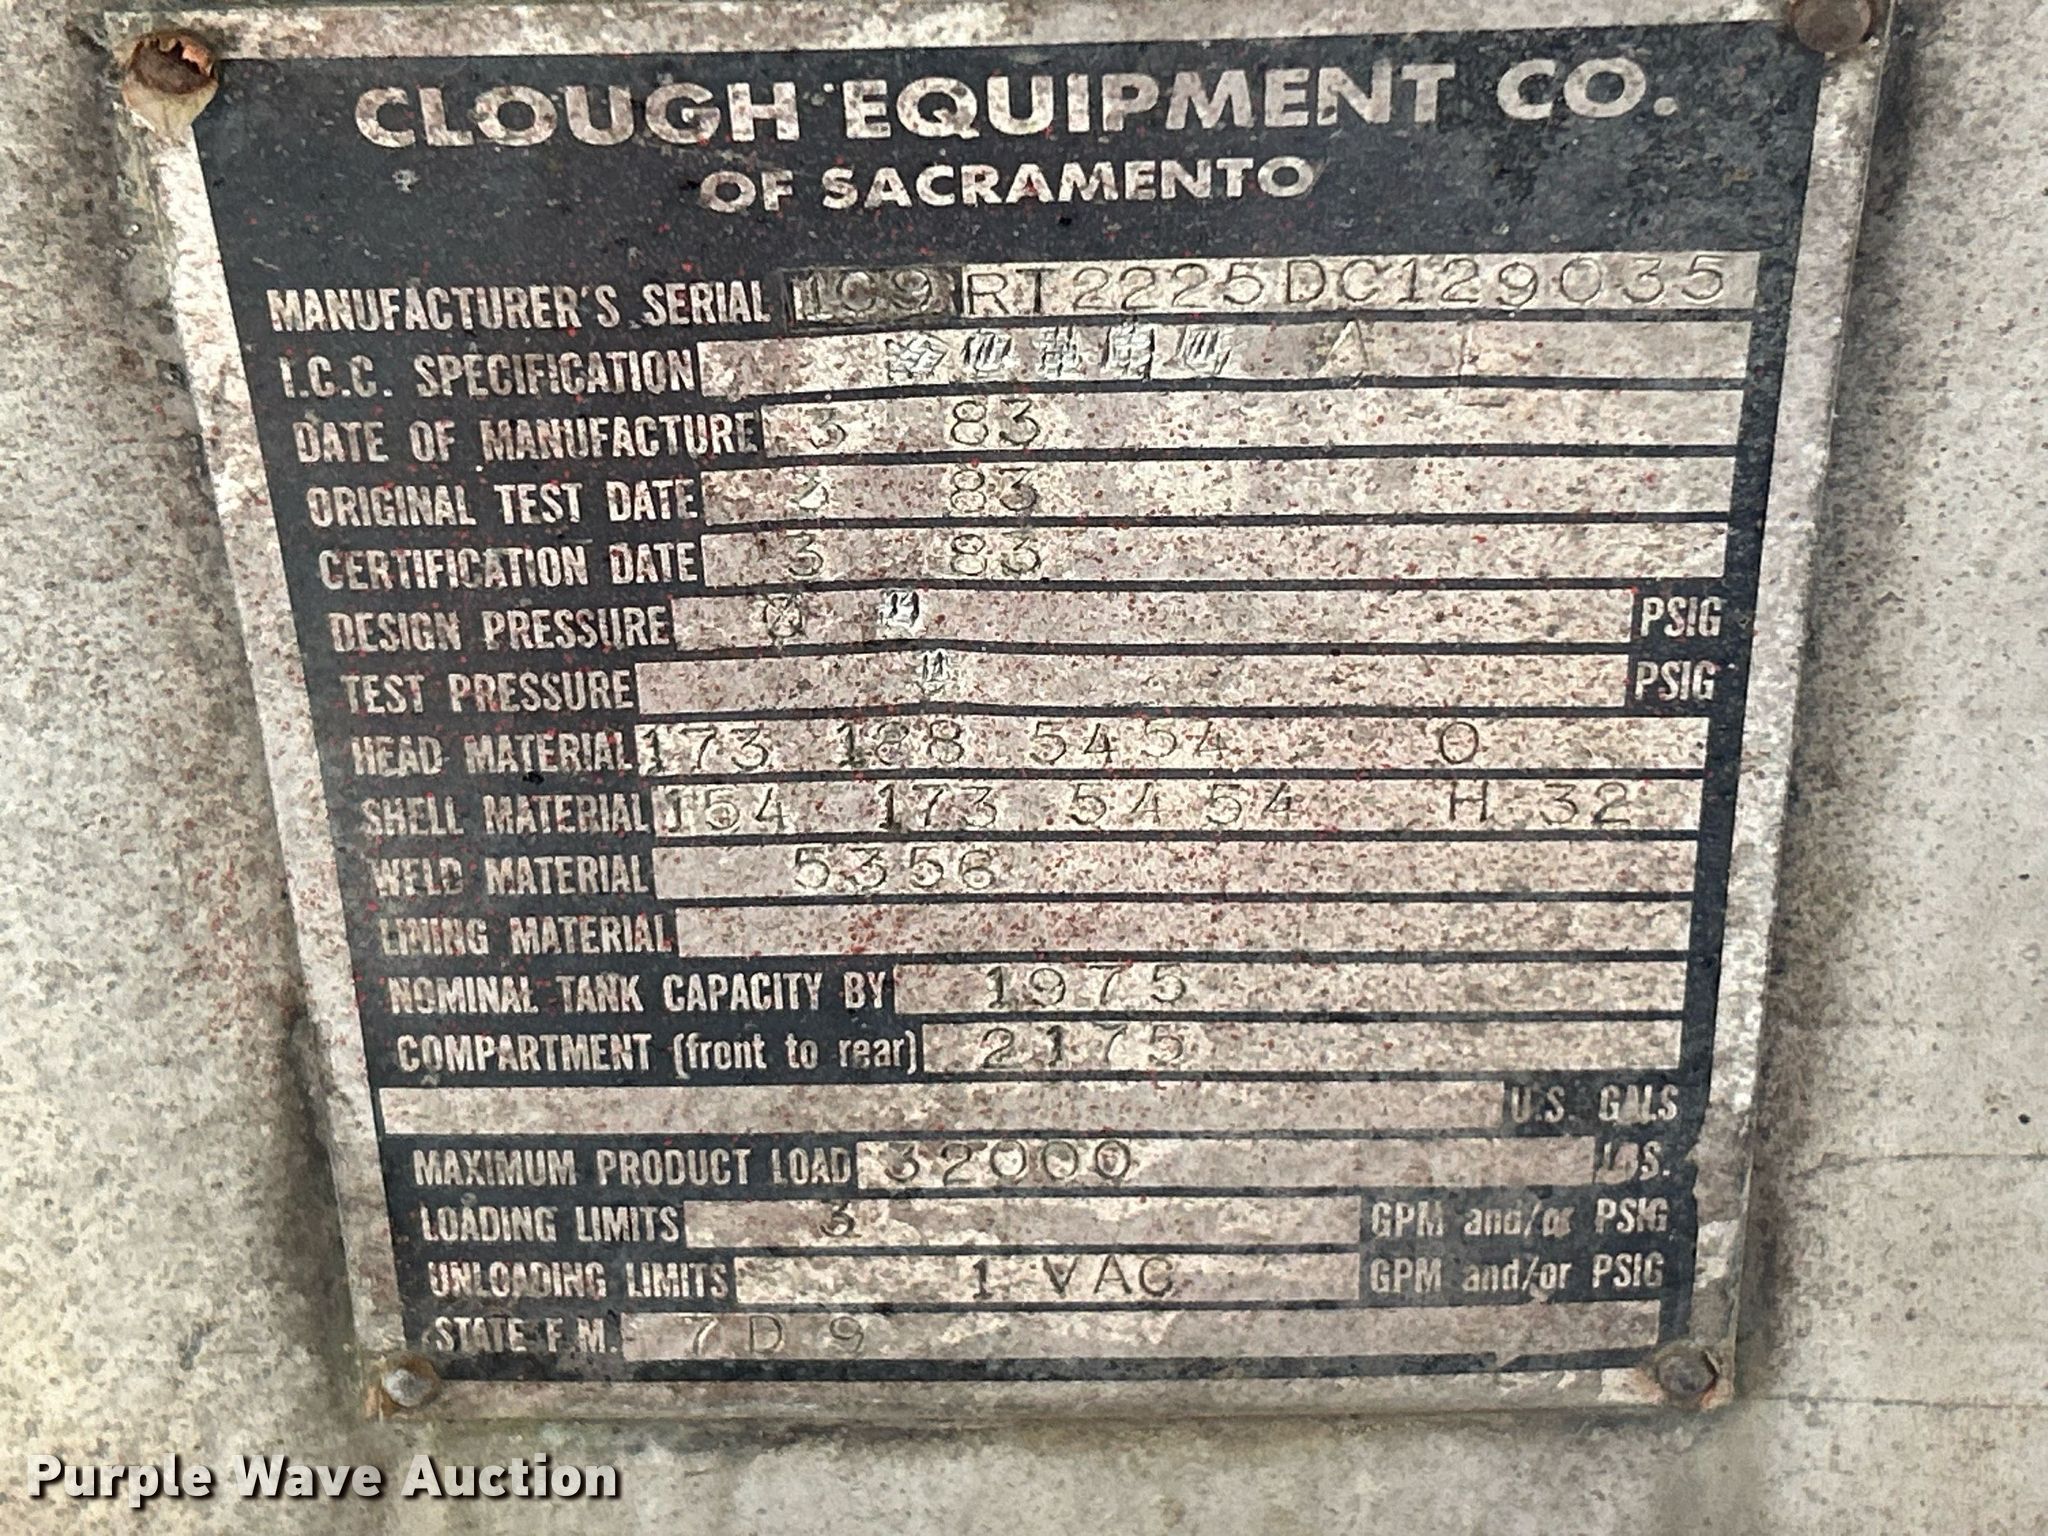 CLOUGH EQUIPMENT CO.
OF SACRAMENTO
MANUFACTURER'S SERIAL 1C9RT2225DC129035
I.C.C. SPECIFICATION
DATE OF MANUFACTURE 3 83
ORIGINAL TEST DATE 3 83
CERTIFICATION DATE 3 83
DESIGN PRESSURE PSIG
TEST PRESSURE PSIG
HEAD MATERIAL 173 188 5454 O
SHELL MATERIAL 154 173 5454 H 32
WELD MATERIAL 5356
LINING MATERIAL
NOMINAL TANK CAPACITY BY 1975
COMPARTMENT (front to rear) 2175
U.S. GALS
MAXIMUM PRODUCT LOAD 32000 LBS.
LOADING LIMITS 3 GPM and/or PSIG
UNLOADING LIMITS 1 VAC GPM and/or PSIG
STATE F.M. 7D9
Purple Wave Auction